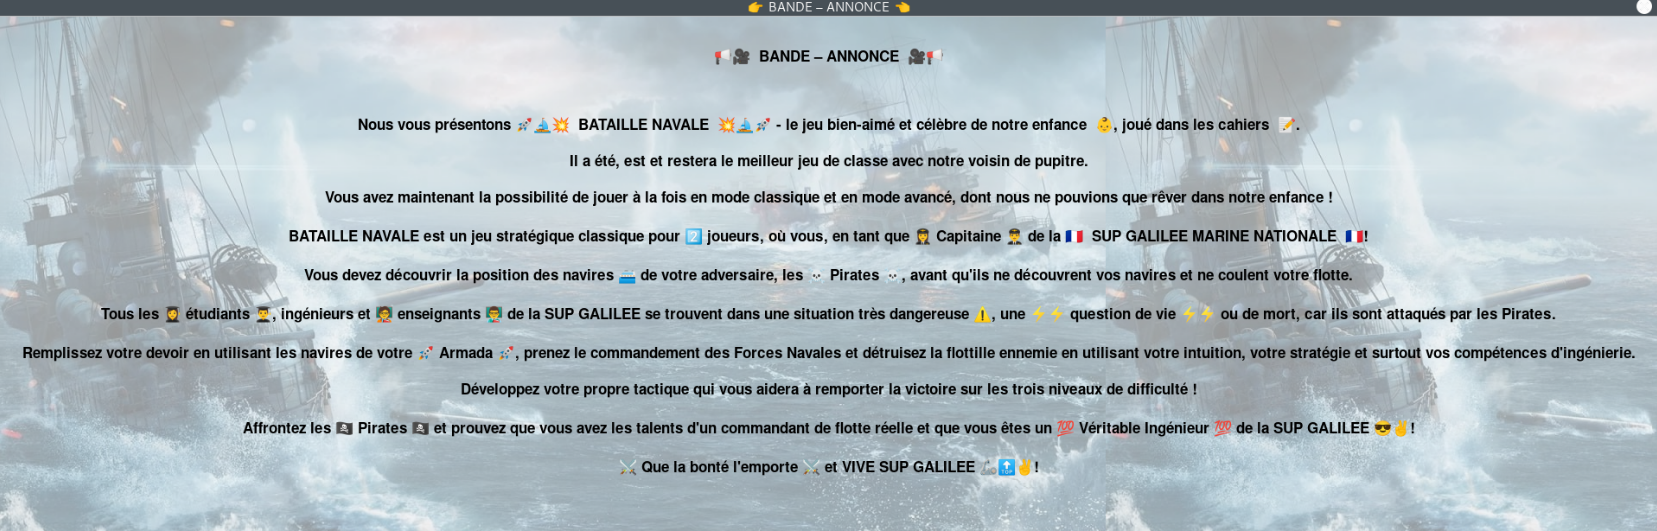 👉 BANDE – ANNONCE 👈
📢🎥 BANDE – ANNONCE 🎥📢
Nous vous présentons 🚀⛵💥 BATAILLE NAVALE 💥⛵🚀 - le jeu bien-aimé et célèbre de notre enfance 👶, joué dans les cahiers 📝.
Il a été, est et restera le meilleur jeu de classe avec notre voisin de pupitre.
Vous avez maintenant la possibilité de jouer à la fois en mode classique et en mode avancé, dont nous ne pouvions que rêver dans notre enfance !
BATAILLE NAVALE est un jeu stratégique classique pour 2️⃣ joueurs, où vous, en tant que 👩‍✈️ Capitaine 👨‍✈️ de la 🇫🇷 SUP GALILEE MARINE NATIONALE 🇫🇷!
Vous devez découvrir la position des navires 🚢 de votre adversaire, les ☠️ Pirates ☠️, avant qu'ils ne découvrent vos navires et ne coulent votre flotte.
Tous les 👩‍🎓 étudiants 👨‍🎓, ingénieurs et 🧑‍🏫 enseignants 👨‍🏫 de la SUP GALILEE se trouvent dans une situation très dangereuse ⚠️, une ⚡⚡ question de vie ⚡⚡ ou de mort, car ils sont attaqués par les Pirates.
Remplissez votre devoir en utilisant les navires de votre 🚀 Armada 🚀, prenez le commandement des Forces Navales et détruisez la flottille ennemie en utilisant votre intuition, votre stratégie et surtout vos compétences d'ingénierie.
Développez votre propre tactique qui vous aidera à remporter la victoire sur les trois niveaux de difficulté !
Affrontez les 🏴‍☠️ Pirates 🏴‍☠️ et prouvez que vous avez les talents d'un commandant de flotte réelle et que vous êtes un 💯 Véritable Ingénieur 💯 de la SUP GALILEE 😎✌️!
⚔️ Que la bonté l'emporte ⚔️ et VIVE SUP GALILEE 🦾🔝✌️!